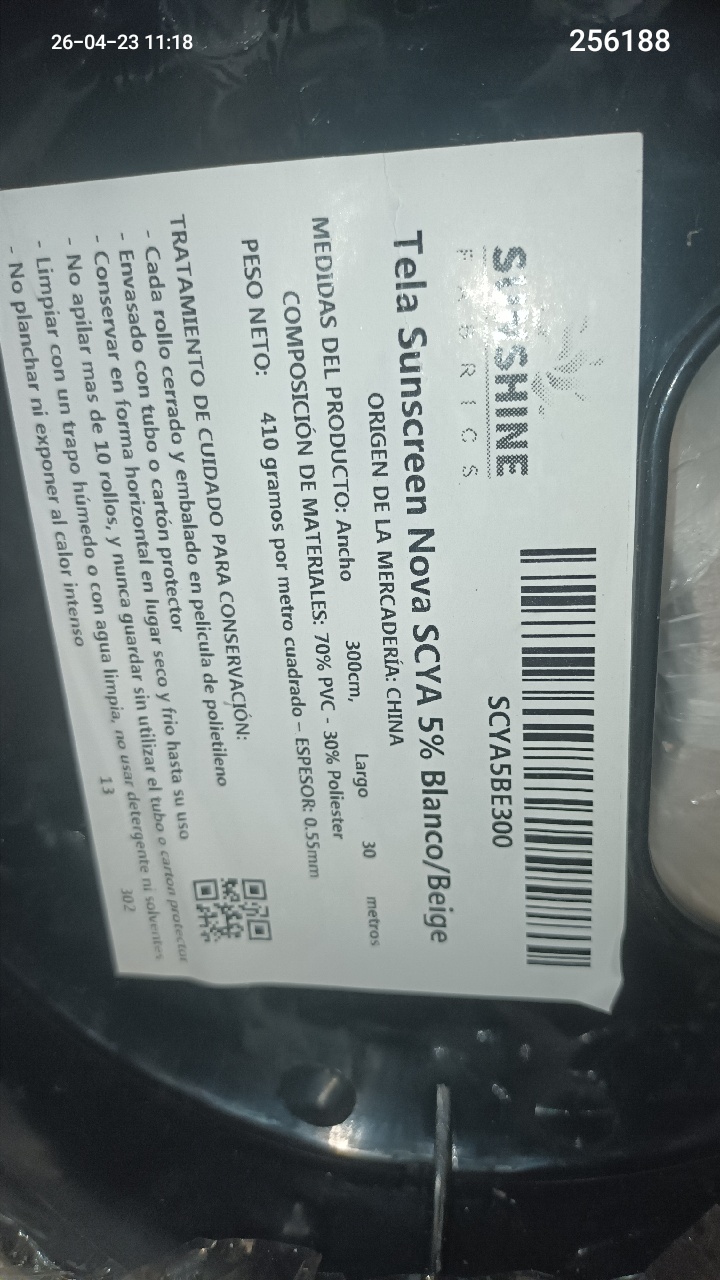 26-04-23 11:18
256188
SUNSHINE
FABRICS
SCYA5BE300
Tela Sunscreen Nova SCYA 5% Blanco/Beige
ORIGEN DE LA MERCADERÍA: CHINA
MEDIDAS DEL PRODUCTO: Ancho 300cm, Largo 30 metros
COMPOSICIÓN DE MATERIALES: 70% PVC - 30% Poliester
PESO NETO: 410 gramos por metro cuadrado – ESPESOR: 0.55mm
TRATAMIENTO DE CUIDADO PARA CONSERVACIÓN:
- Cada rollo cerrado y embalado en pelicula de polietileno
- Envasado con tubo o cartón protector
- Conservar en forma horizontal en lugar seco y frio hasta su uso
- No apilar mas de 10 rollos, y nunca guardar sin utilizar el tubo o carton protector
- Limpiar con un trapo húmedo o con agua limpia, no usar detergente ni solventes
- No planchar ni exponer al calor intenso
13 302